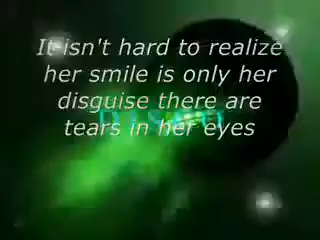 It isn't hard to realize
her smile is only her
disguise there are
tears in her eyes